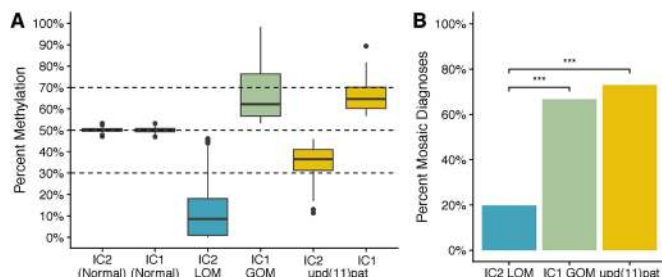 A
Percent Methylation
100%
90%
80%
70%
60%
50%
40%
30%
20%
10%
0%
IC2 (Normal)
IC1 (Normal)
IC2 LOM
IC1 GOM
IC2
IC1
upd(11)pat
B
Percent Mosaic Diagnoses
100%
80%
60%
40%
20%
0%
***
***
IC2 LOM
IC1 GOM
upd(11)pat